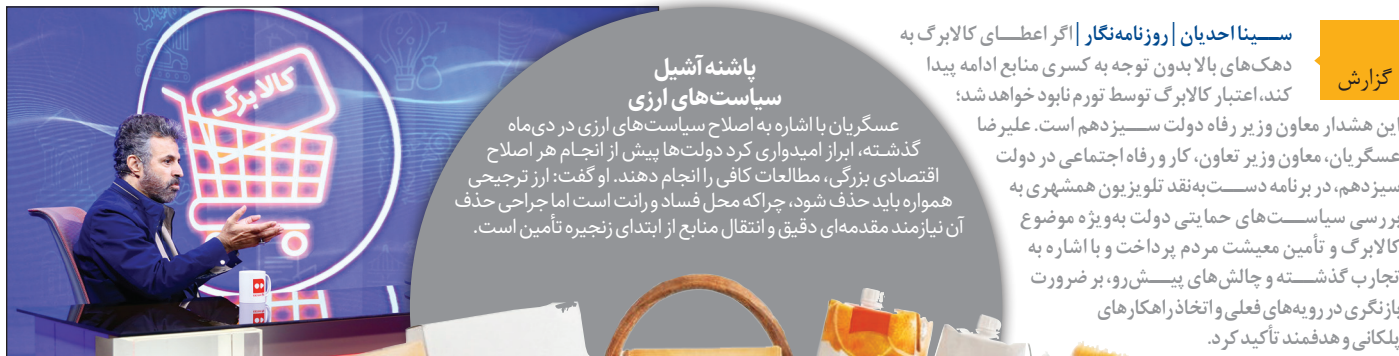 گزارش
سینا احدیان | روزنامه‌نگار | اگر اعطای کالابرگ به
دهک‌های بالا بدون توجه به کسری منابع ادامه پیدا
کند، اعتبار کالابرگ توسط تورم نابود خواهد شد؛
این هشدار معاون وزیر رفاه دولت سیزدهم است. علیرضا
عسگریان، معاون وزیر تعاون، کار و رفاه اجتماعی در دولت
سیزدهم، در برنامه دست‌به‌نقد تلویزیون همشهری به
بررسی سیاست‌های حمایتی دولت به‌ویژه موضوع
کالابرگ و تأمین معیشت مردم پرداخت و با اشاره به
تجارب گذشته و چالش‌های پیش‌رو، بر ضرورت
بازنگری در رویه‌های فعلی و اتخاذ راهکارهای
پلکانی و هدفمند تأکید کرد.
پاشنه آشیل
سیاست‌های ارزی
عسگریان با اشاره به اصلاح سیاست‌های ارزی در دی‌ماه
گذشته، ابراز امیدواری کرد دولت‌ها پیش از انجام هر اصلاح
اقتصادی بزرگی، مطالعات کافی را انجام دهند. او گفت: ارز ترجیحی
همواره باید حذف شود، چراکه محل فساد و رانت است اما جراحی حذف
آن نیازمند مقدمه‌ای دقیق و انتقال منابع از ابتدای زنجیره تأمین است.
کالابرگ